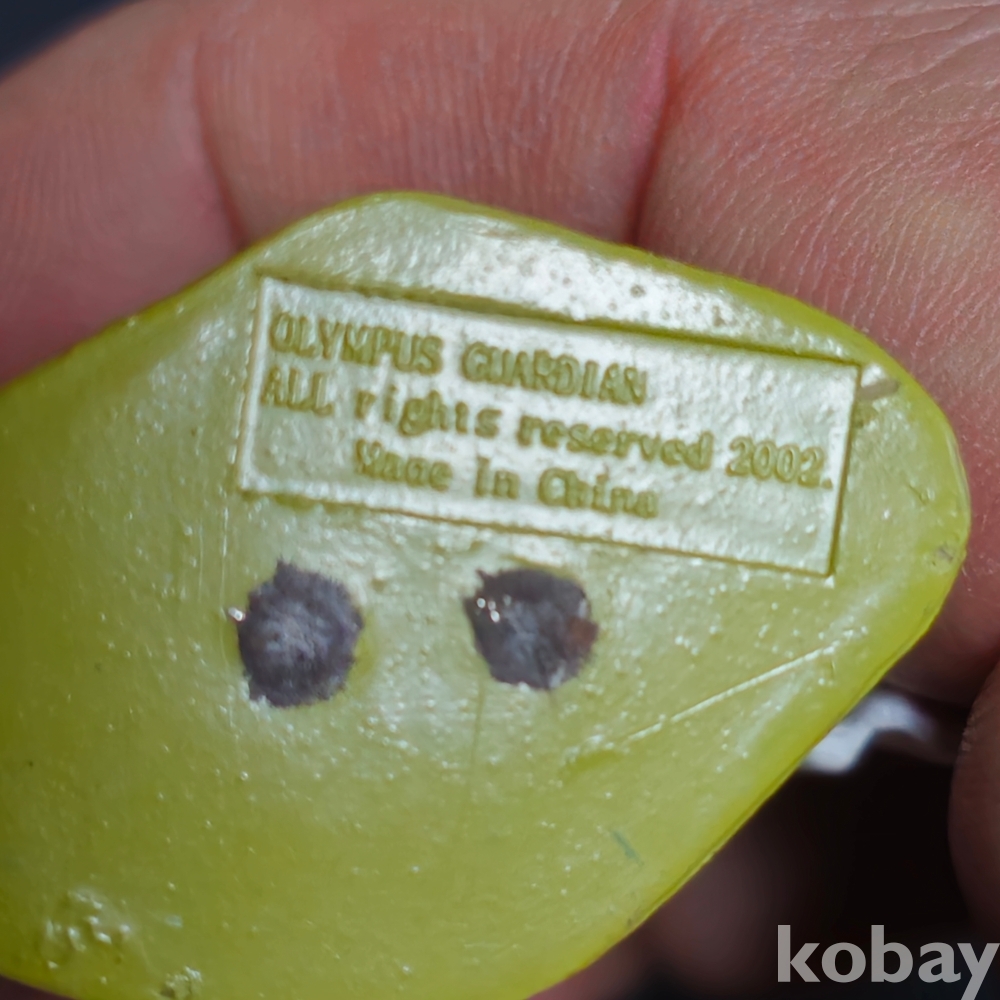 OLYMPUS GUARDIAN
ALL rights reserved 2002.
Made in China
kobay